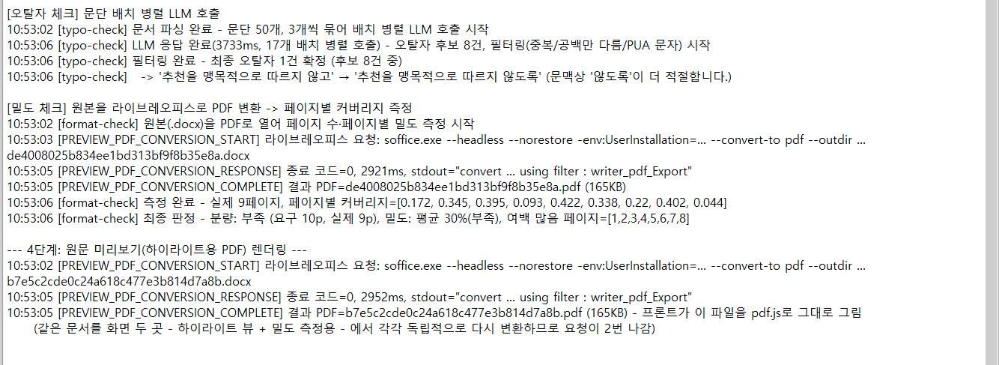 [오탈자 체크] 문단 배치 병렬 LLM 호출
10:53:02 [typo-check] 문서 파싱 완료 - 문단 50개, 3개씩 묶어 배치 병렬 LLM 호출 시작
10:53:06 [typo-check] LLM 응답 완료(3733ms, 17개 배치 병렬 호출) - 오탈자 후보 8건, 필터링(중복/공백만 다름/PUA 문자) 시작
10:53:06 [typo-check] 필터링 완료 - 최종 오탈자 1건 확정 (후보 8건 중)
10:53:06 [typo-check]    -> '추천을 맹목적으로 따르지 않고' → '추천을 맹목적으로 따르지 않도록' (문맥상 '않도록'이 더 적절합니다.)
[밀도 체크] 원본을 라이브레오피스로 PDF 변환 -> 페이지별 커버리지 측정
10:53:02 [format-check] 원본(.docx)을 PDF로 열어 페이지 수·페이지별 밀도 측정 시작
10:53:03 [PREVIEW_PDF_CONVERSION_START] 라이브레오피스 요청: soffice.exe --headless --norestore -env:UserInstallation=... --convert-to pdf --outdir ...
de4008025b834ee1bd313bf9f8b35e8a.docx
10:53:05 [PREVIEW_PDF_CONVERSION_RESPONSE] 종료 코드=0, 2921ms, stdout="convert ... using filter : writer_pdf_Export"
10:53:05 [PREVIEW_PDF_CONVERSION_COMPLETE] 결과 PDF=de4008025b834ee1bd313bf9f8b35e8a.pdf (165KB)
10:53:06 [format-check] 측정 완료 - 실제 9페이지, 페이지별 커버리지=[0.172, 0.345, 0.395, 0.093, 0.422, 0.338, 0.22, 0.402, 0.044]
10:53:06 [format-check] 최종 판정 - 분량: 부족 (요구 10p, 실제 9p), 밀도: 평균 30%(부족), 여백 많음 페이지=[1,2,3,4,5,6,7,8]
--- 4단계: 원문 미리보기(하이라이트용 PDF) 렌더링 ---
10:53:02 [PREVIEW_PDF_CONVERSION_START] 라이브레오피스 요청: soffice.exe --headless --norestore -env:UserInstallation=... --convert-to pdf --outdir ...
b7e5c2cde0c24a618c477e3b814d7a8b.docx
10:53:05 [PREVIEW_PDF_CONVERSION_RESPONSE] 종료 코드=0, 2952ms, stdout="convert ... using filter : writer_pdf_Export"
10:53:05 [PREVIEW_PDF_CONVERSION_COMPLETE] 결과 PDF=b7e5c2cde0c24a618c477e3b814d7a8b.pdf (165KB) - 프론트가 이 파일을 pdf.js로 그대로 그림
(같은 문서를 화면 두 곳 - 하이라이트 뷰 + 밀도 측정용 - 에서 각각 독립적으로 다시 변환하므로 요청이 2번 나감)